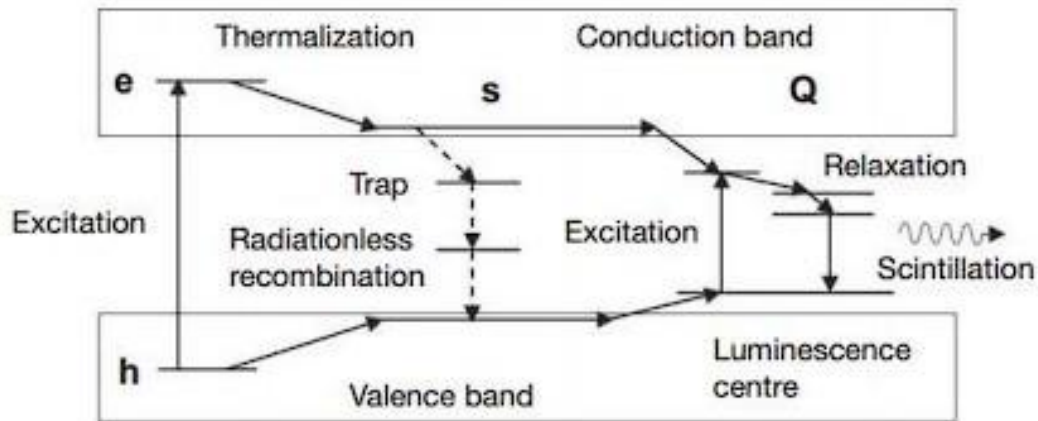 Thermalization
Conduction band
e
s
Q
Trap
Relaxation
Excitation
Radiationless
recombination
Excitation
Scintillation
h
Valence band
Luminescence
centre